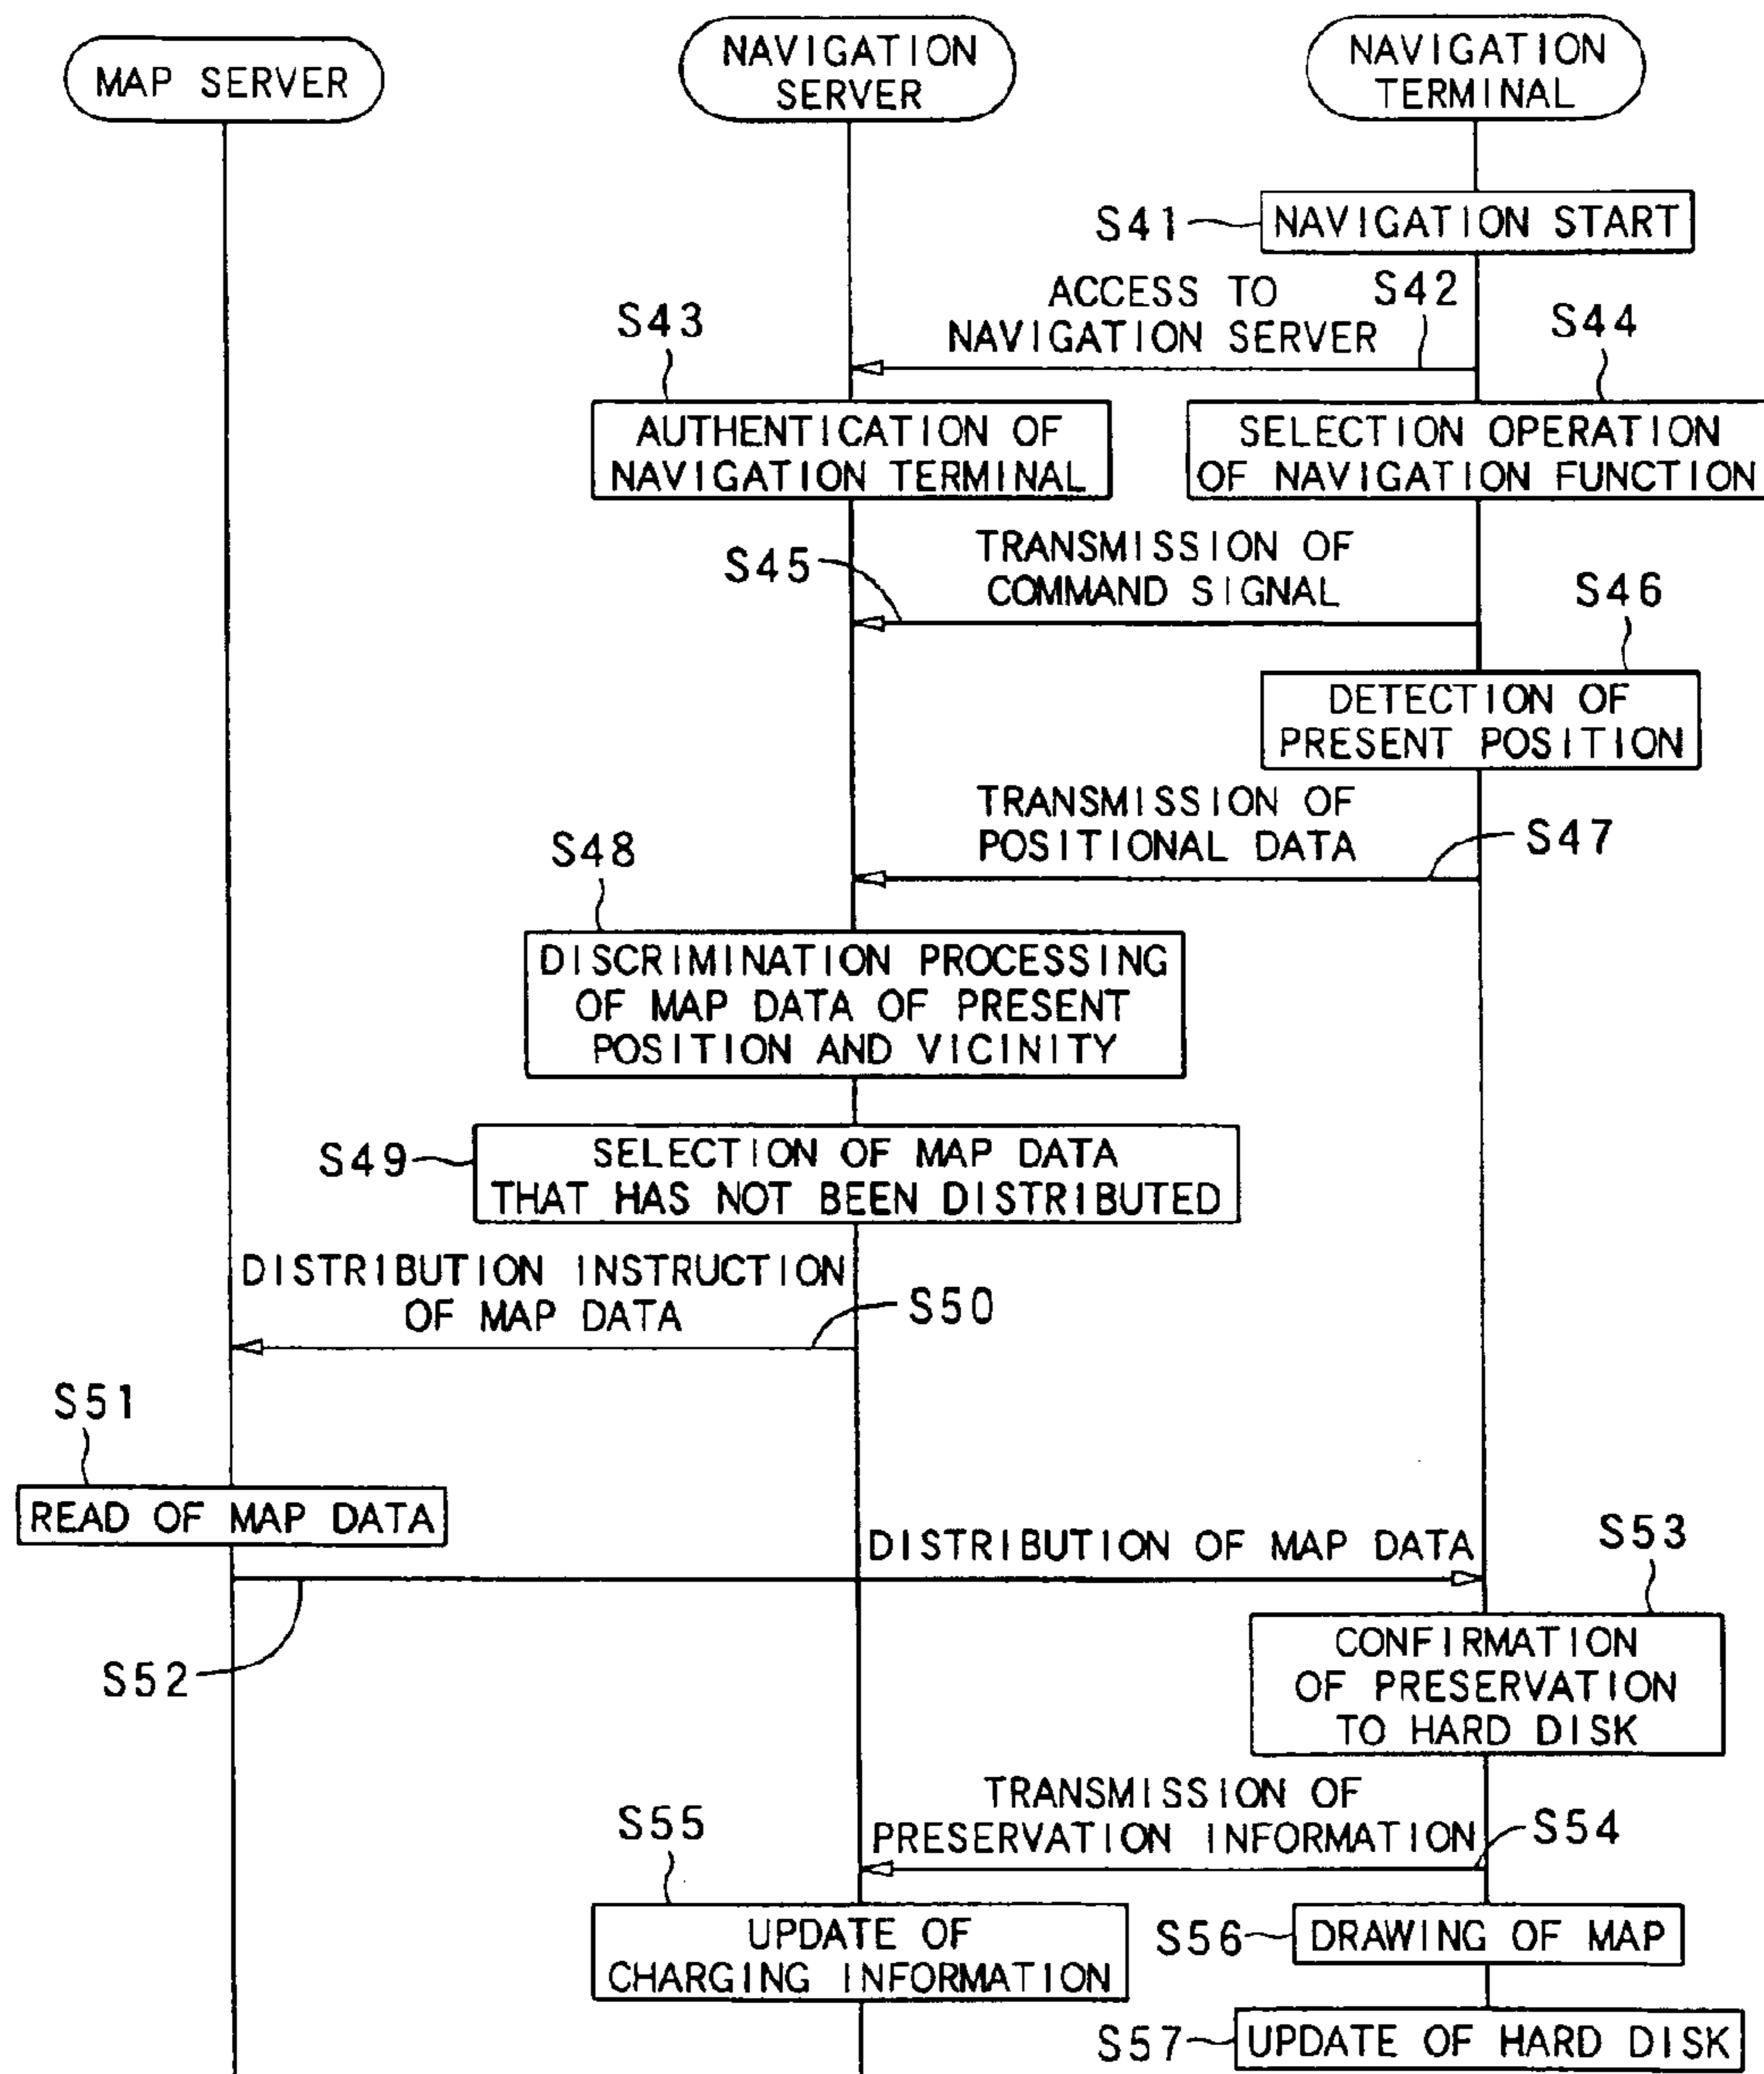 MAP SERVER
NAVIGATION
SERVER
NAVIGATION
TERMINAL
S41
NAVIGATION START
ACCESS TO
NAVIGATION SERVER
S42
S43
S44
AUTHENTICATION OF
NAVIGATION TERMINAL
SELECTION OPERATION
OF NAVIGATION FUNCTION
S45
TRANSMISSION OF
COMMAND SIGNAL
S46
DETECTION OF
PRESENT POSITION
TRANSMISSION OF
POSITIONAL DATA
S47
S48
DISCRIMINATION PROCESSING
OF MAP DATA OF PRESENT
POSITION AND VICINITY
S49
SELECTION OF MAP DATA
THAT HAS NOT BEEN DISTRIBUTED
DISTRIBUTION INSTRUCTION
OF MAP DATA
S50
S51
READ OF MAP DATA
DISTRIBUTION OF MAP DATA
S52
S53
CONFIRMATION
OF PRESERVATION
TO HARD DISK
TRANSMISSION OF
PRESERVATION INFORMATION
S54
S55
UPDATE OF
CHARGING INFORMATION
S56
DRAWING OF MAP
S57
UPDATE OF HARD DISK